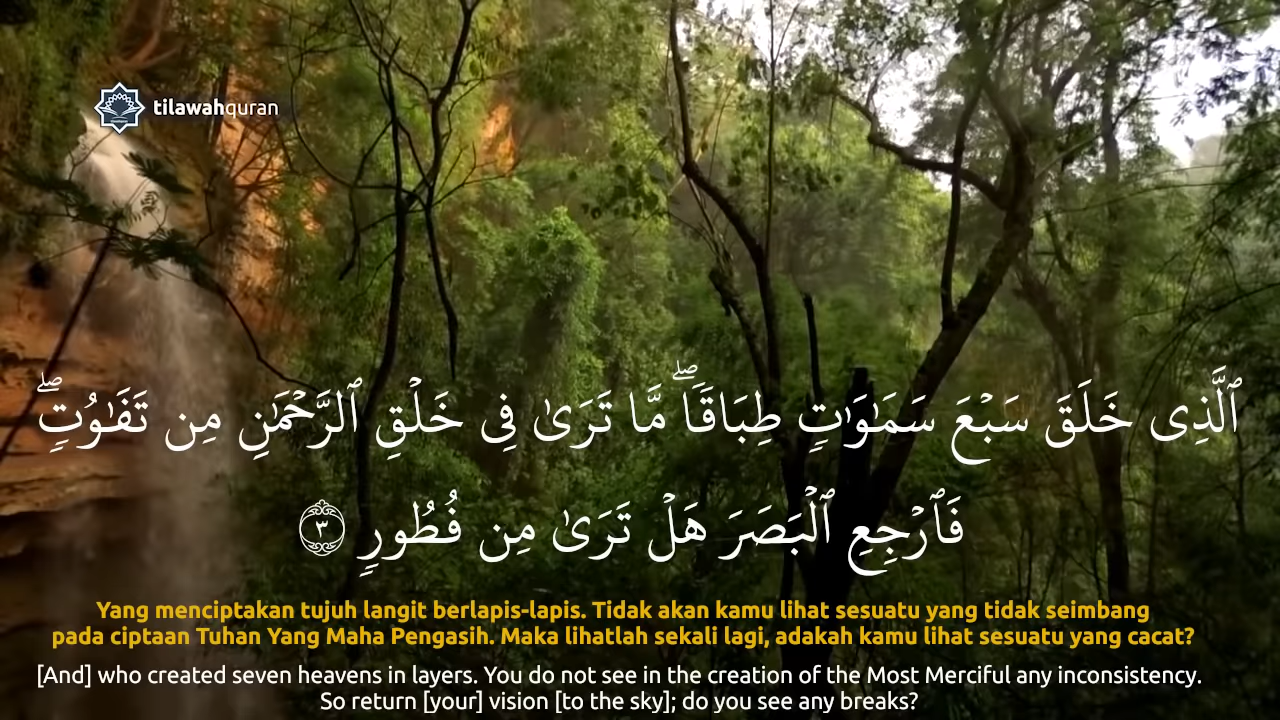 tilawahquran
ٱلَّذِى خَلَقَ سَبْعَ سَمَٰوَٰتٍ طِبَاقًا ۖ مَّا تَرَىٰ فِى خَلْقِ ٱلرَّحْمَٰنِ مِن تَفَٰوُتٍ ۖ
فَٱرْجِعِ ٱلْبَصَرَ هَلْ تَرَىٰ مِن فُطُورٍ ٣
Yang menciptakan tujuh langit berlapis-lapis. Tidak akan kamu lihat sesuatu yang tidak seimbang
pada ciptaan Tuhan Yang Maha Pengasih. Maka lihatlah sekali lagi, adakah kamu lihat sesuatu yang cacat?
[And] who created seven heavens in layers. You do not see in the creation of the Most Merciful any inconsistency.
So return [your] vision [to the sky]; do you see any breaks?